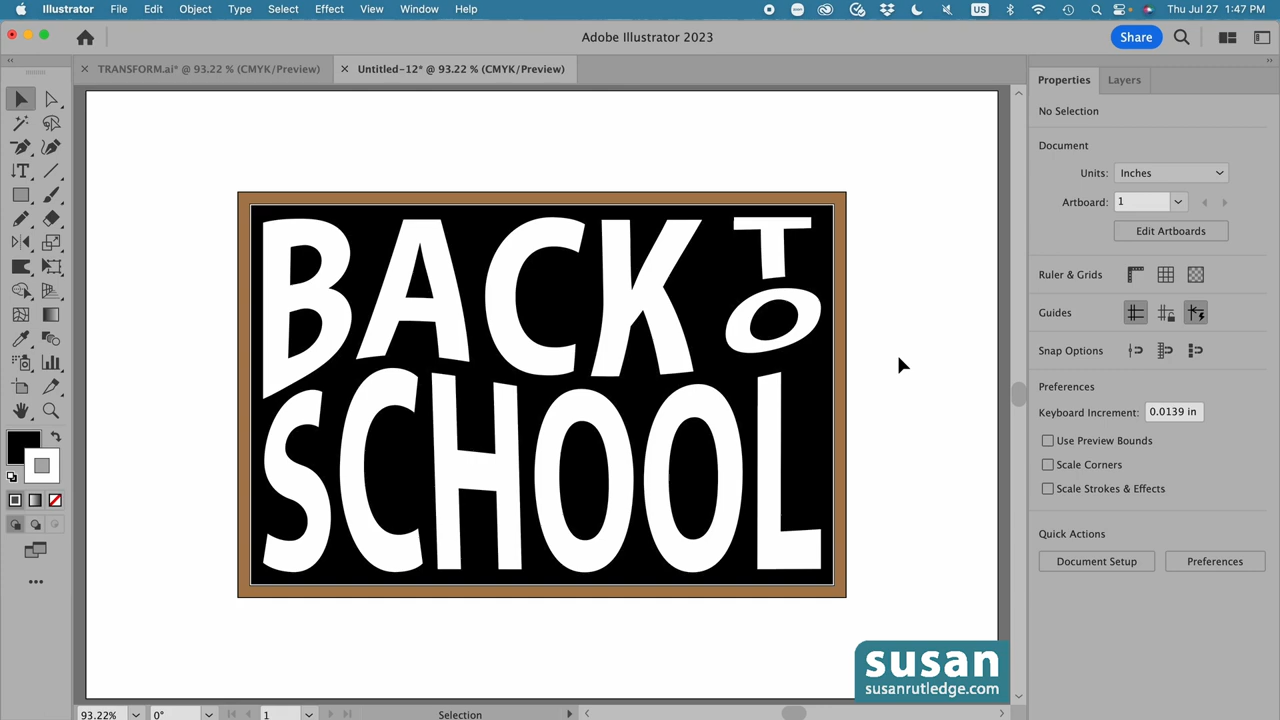 Illustrator File Edit Object Type Select Effect View Window Help US Thu Jul 27 1:47 PM
Adobe Illustrator 2023 Share
TRANSFORM.ai* @ 93.22 % (CMYK/Preview) Untitled-12* @ 93.22 % (CMYK/Preview)
Properties Layers
No Selection
Document
Units: Inches
Artboard: 1
Edit Artboards
Ruler & Grids
Guides
Snap Options
Preferences
Keyboard Increment: 0.0139 in
Use Preview Bounds
Scale Corners
Scale Strokes & Effects
Quick Actions
Document Setup Preferences
BACK TO
SCHOOL
susan
susanrutledge.com
93.22% 0° 1 Selection